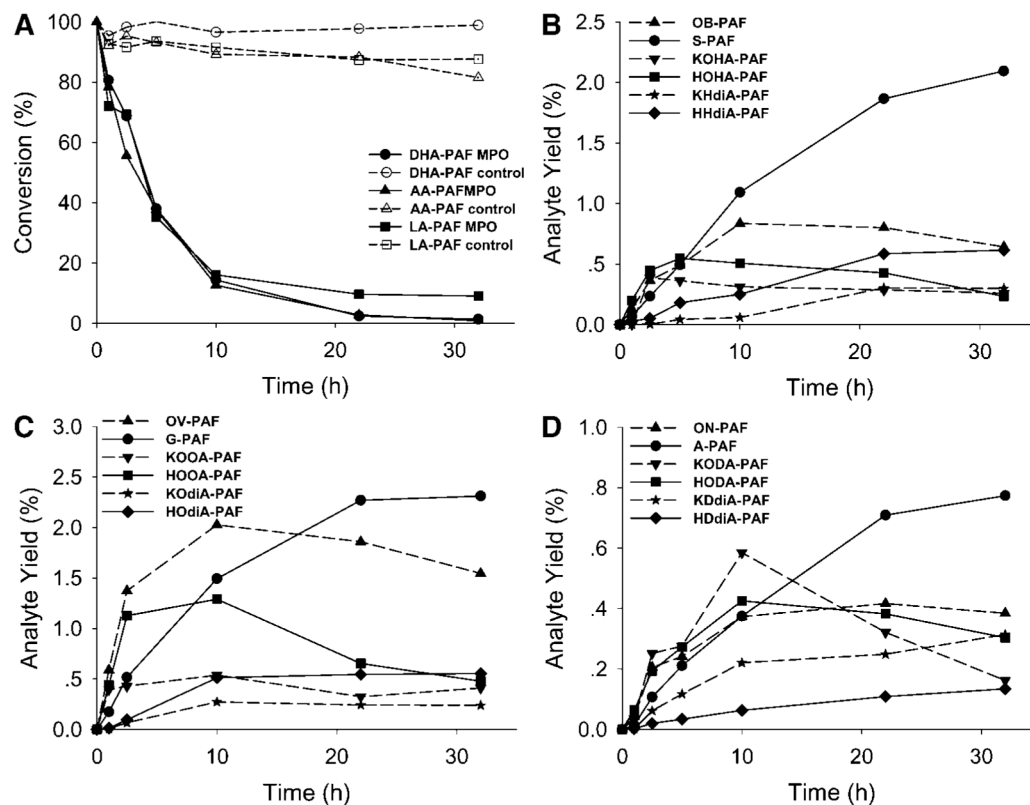 A
Conversion (%)
100
80
60
40
20
0
DHA-PAF MPO
DHA-PAF control
AA-PAFMPO
AA-PAF control
LA-PAF MPO
LA-PAF control
0 10 20 30
Time (h)
B
Analyte Yield (%)
2.5
2.0
1.5
1.0
.5
0.0
OB-PAF
S-PAF
KOHA-PAF
HOHA-PAF
KHdiA-PAF
HHdiA-PAF
0 10 20 30
Time (h)
C
Analyte Yield (%)
3.0
2.5
2.0
1.5
1.0
.5
0.0
OV-PAF
G-PAF
KOOA-PAF
HOOA-PAF
KOdiA-PAF
HOdiA-PAF
0 10 20 30
Time (h)
D
Analyte Yield (%)
1.0
.8
.6
.4
.2
0.0
ON-PAF
A-PAF
KODA-PAF
HODA-PAF
KDdiA-PAF
HDdiA-PAF
0 10 20 30
Time (h)